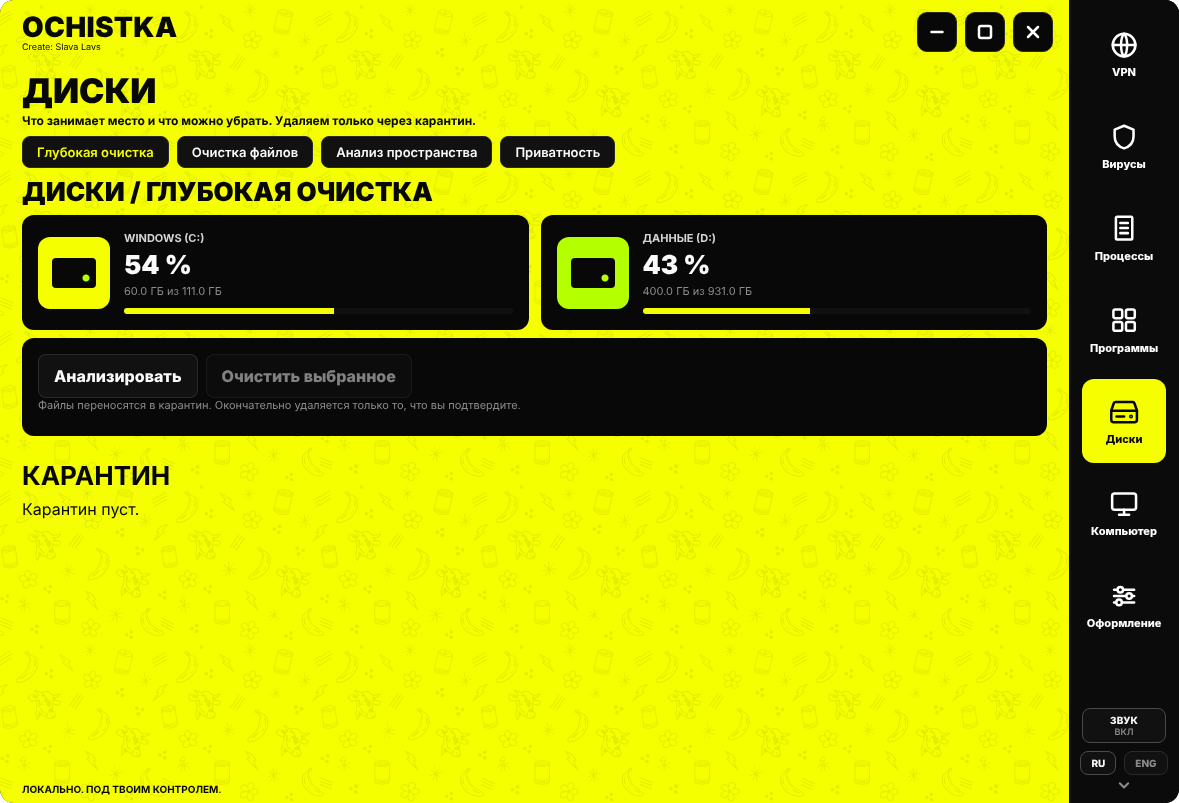 OCHISTKA
Create: Slava Lavs
ДИСКИ
Что занимает место и что можно убрать. Удаляем только через карантин.
Глубокая очистка
Очистка файлов
Анализ пространства
Приватность
ДИСКИ / ГЛУБОКАЯ ОЧИСТКА
WINDOWS (C:)
54 %
60.0 ГБ из 111.0 ГБ
ДАННЫЕ (D:)
43 %
400.0 ГБ из 931.0 ГБ
Анализировать
Очистить выбранное
Файлы переносятся в карантин. Окончательно удаляется только то, что вы подтвердите.
КАРАНТИН
Карантин пуст.
ЛОКАЛЬНО. ПОД ТВОИМ КОНТРОЛЕМ.
VPN
Вирусы
Процессы
Программы
Диски
Компьютер
Оформление
ЗВУК
ВКЛ
RU
ENG